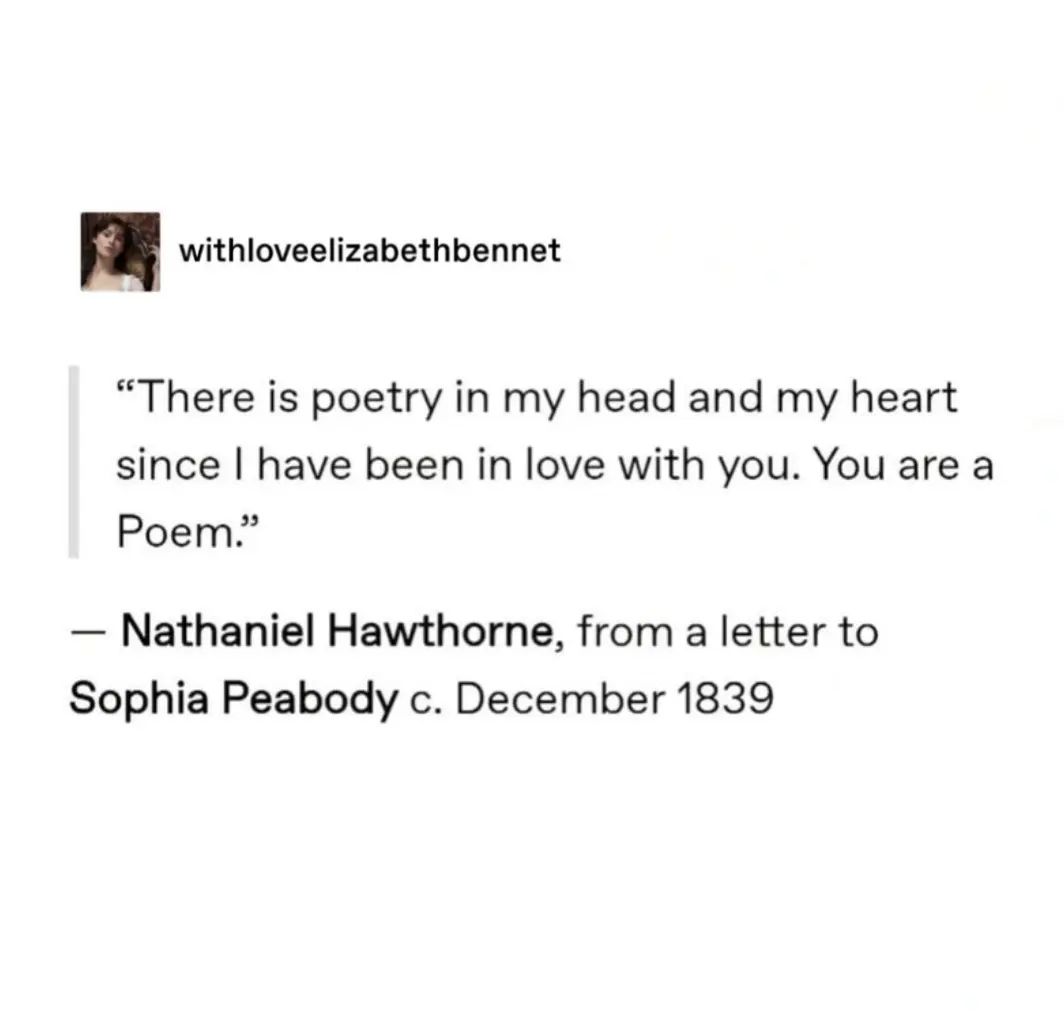 withloveelizabethbennet
“There is poetry in my head and my heart
since I have been in love with you. You are a
Poem.”
— Nathaniel Hawthorne, from a letter to
Sophia Peabody c. December 1839